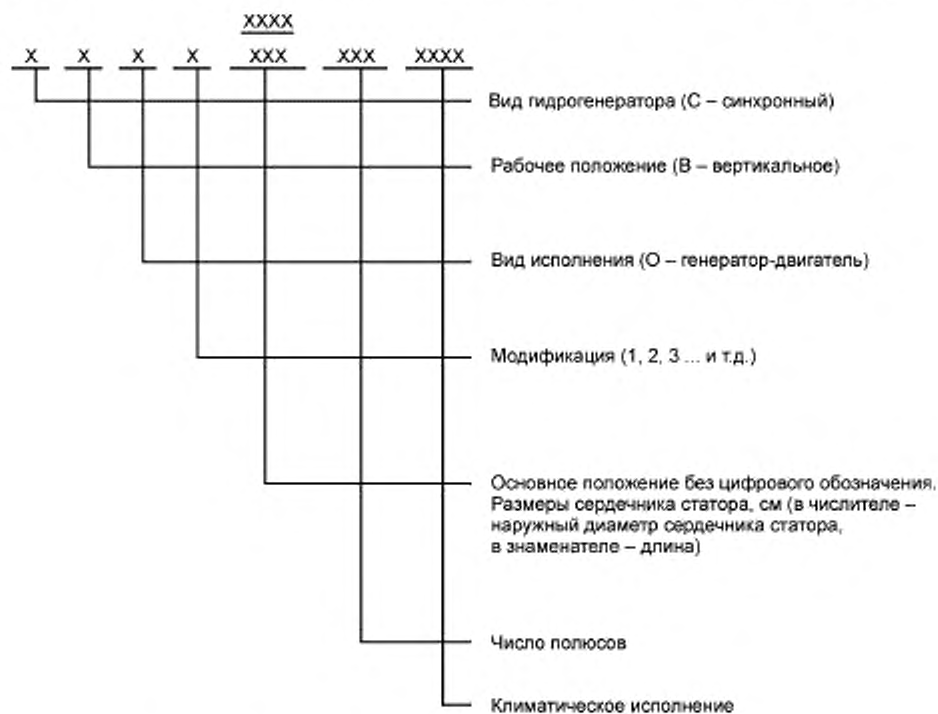 XXXX
X X X X XXX XXX XXXX
Вид гидрогенератора (С – синхронный)
Рабочее положение (В – вертикальное)
Вид исполнения (О – генератор-двигатель)
Модификация (1, 2, 3 ... и т.д.)
Основное положение без цифрового обозначения.
Размеры сердечника статора, см (в числителе –
наружный диаметр сердечника статора,
в знаменателе – длина)
Число полюсов
Климатическое исполнение